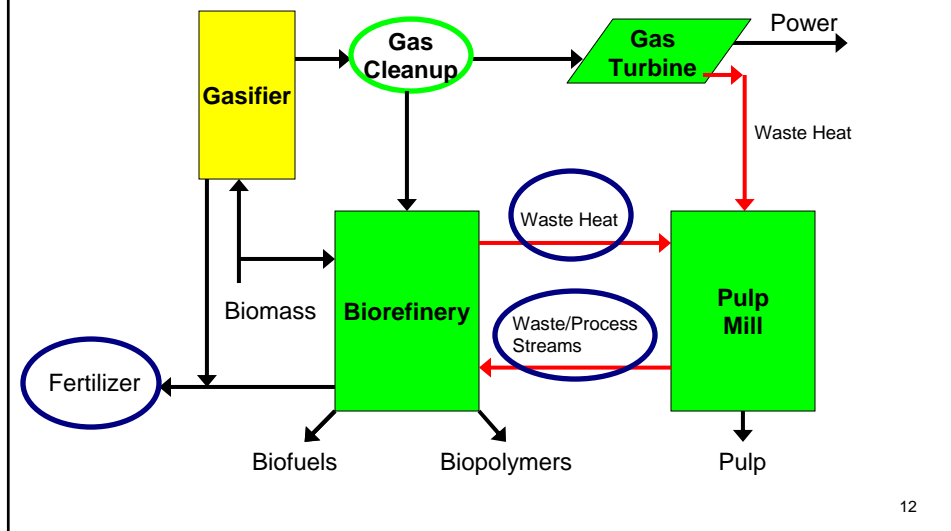 Power
Gas
Cleanup
Gas
Turbine
Gasifier
Waste Heat
Waste Heat
Biomass
Biorefinery
Waste/Process
Streams
Pulp
Mill
Fertilizer
Biofuels
Biopolymers
Pulp
12